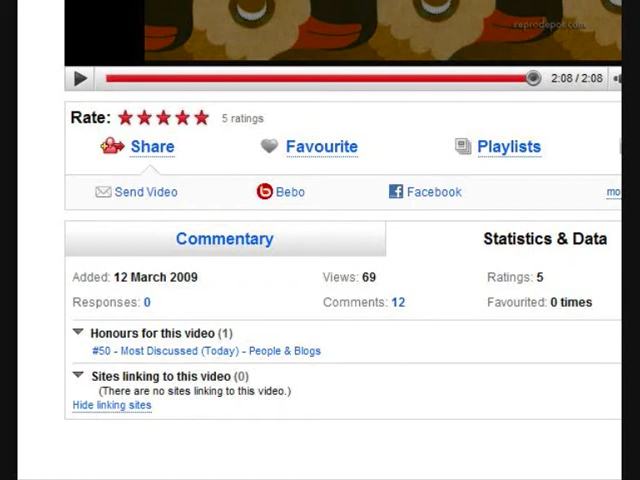 reprodepot.com
2:08 / 2:08
Rate: 5 ratings
Share Favourite Playlists
Send Video Bebo Facebook mo
Commentary Statistics & Data
Added: 12 March 2009 Views: 69 Ratings: 5
Responses: 0 Comments: 12 Favourited: 0 times
Honours for this video (1)
#50 - Most Discussed (Today) - People & Blogs
Sites linking to this video (0)
(There are no sites linking to this video.)
Hide linking sites